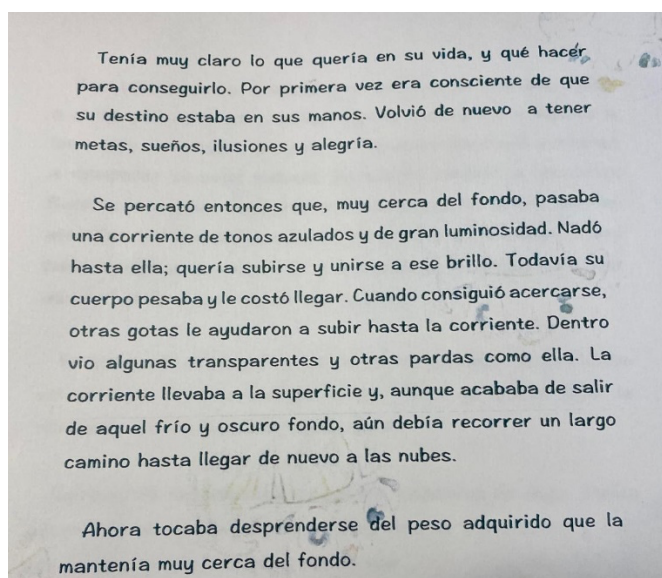 Tenía muy claro lo que quería en su vida, y qué hacer
para conseguirlo. Por primera vez era consciente de que
su destino estaba en sus manos. Volvió de nuevo a tener
metas, sueños, ilusiones y alegría.
Se percató entonces que, muy cerca del fondo, pasaba
una corriente de tonos azulados y de gran luminosidad. Nadó
hasta ella; quería subirse y unirse a ese brillo. Todavía su
cuerpo pesaba y le costó llegar. Cuando consiguió acercarse,
otras gotas le ayudaron a subir hasta la corriente. Dentro
vio algunas transparentes y otras pardas como ella. La
corriente llevaba a la superficie y, aunque acababa de salir
de aquel frío y oscuro fondo, aún debía recorrer un largo
camino hasta llegar de nuevo a las nubes.
Ahora tocaba desprenderse del peso adquirido que la
mantenía muy cerca del fondo.